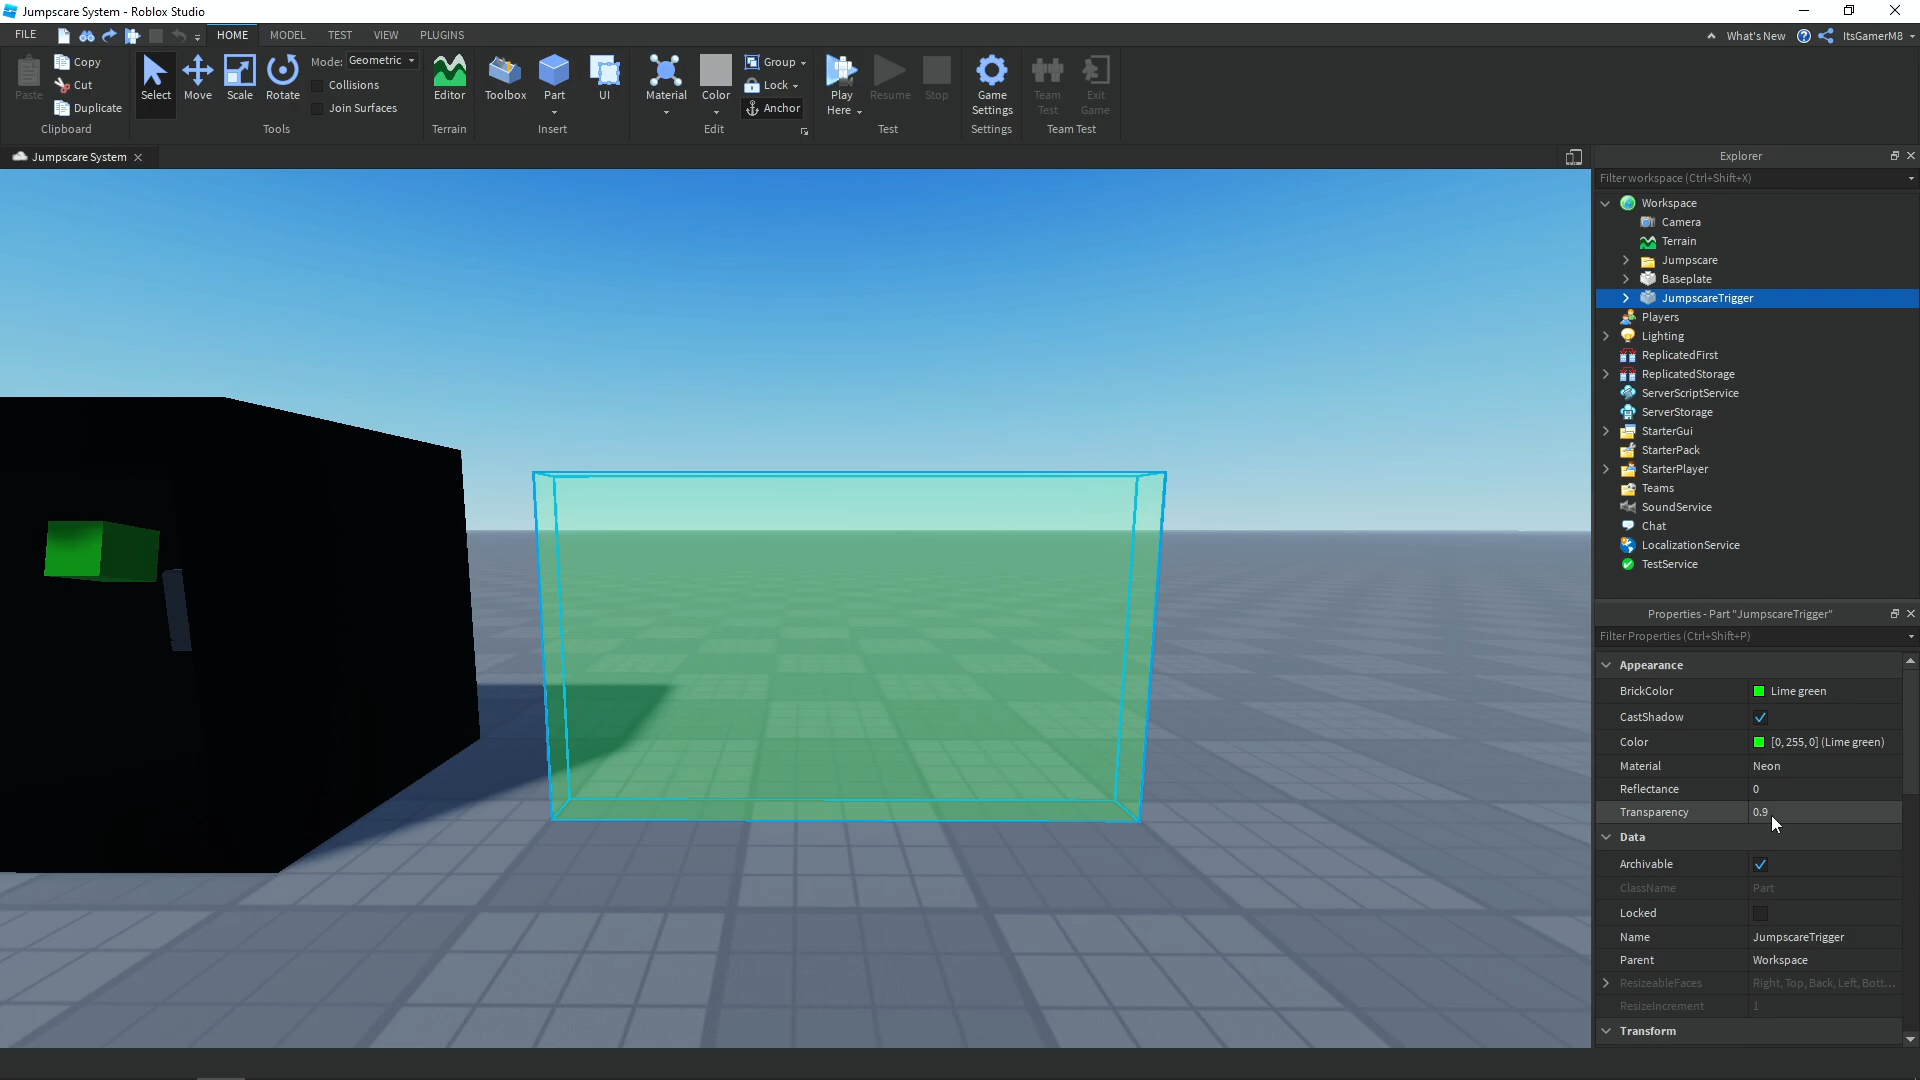 Jumpscare System - Roblox Studio
FILE HOME MODEL TEST VIEW PLUGINS What's New ItsGamerM8
Paste Copy Cut Duplicate
Select Move Scale Rotate Mode: Geometric Collisions Join Surfaces
Editor Toolbox Part UI
Material Color Group Lock Anchor
Play Here Resume Stop Game Settings Team Test Exit Game
Clipboard Tools Terrain Insert Edit Test Settings Team Test
Jumpscare System
Explorer
Filter workspace (Ctrl+Shift+X)
Workspace
Camera
Terrain
Jumpscare
Baseplate
JumpscareTrigger
Players
Lighting
ReplicatedFirst
ReplicatedStorage
ServerScriptService
ServerStorage
StarterGui
StarterPack
StarterPlayer
Teams
SoundService
Chat
LocalizationService
TestService
Properties - Part "JumpscareTrigger"
Filter Properties (Ctrl+Shift+P)
Appearance
BrickColor Lime green
CastShadow
Color [0, 255, 0] (Lime green)
Material Neon
Reflectance 0
Transparency 0.9
Data
Archivable
ClassName Part
Locked
Name JumpscareTrigger
Parent Workspace
ResizeableFaces Right, Top, Back, Left, Bott...
ResizeIncrement 1
Transform